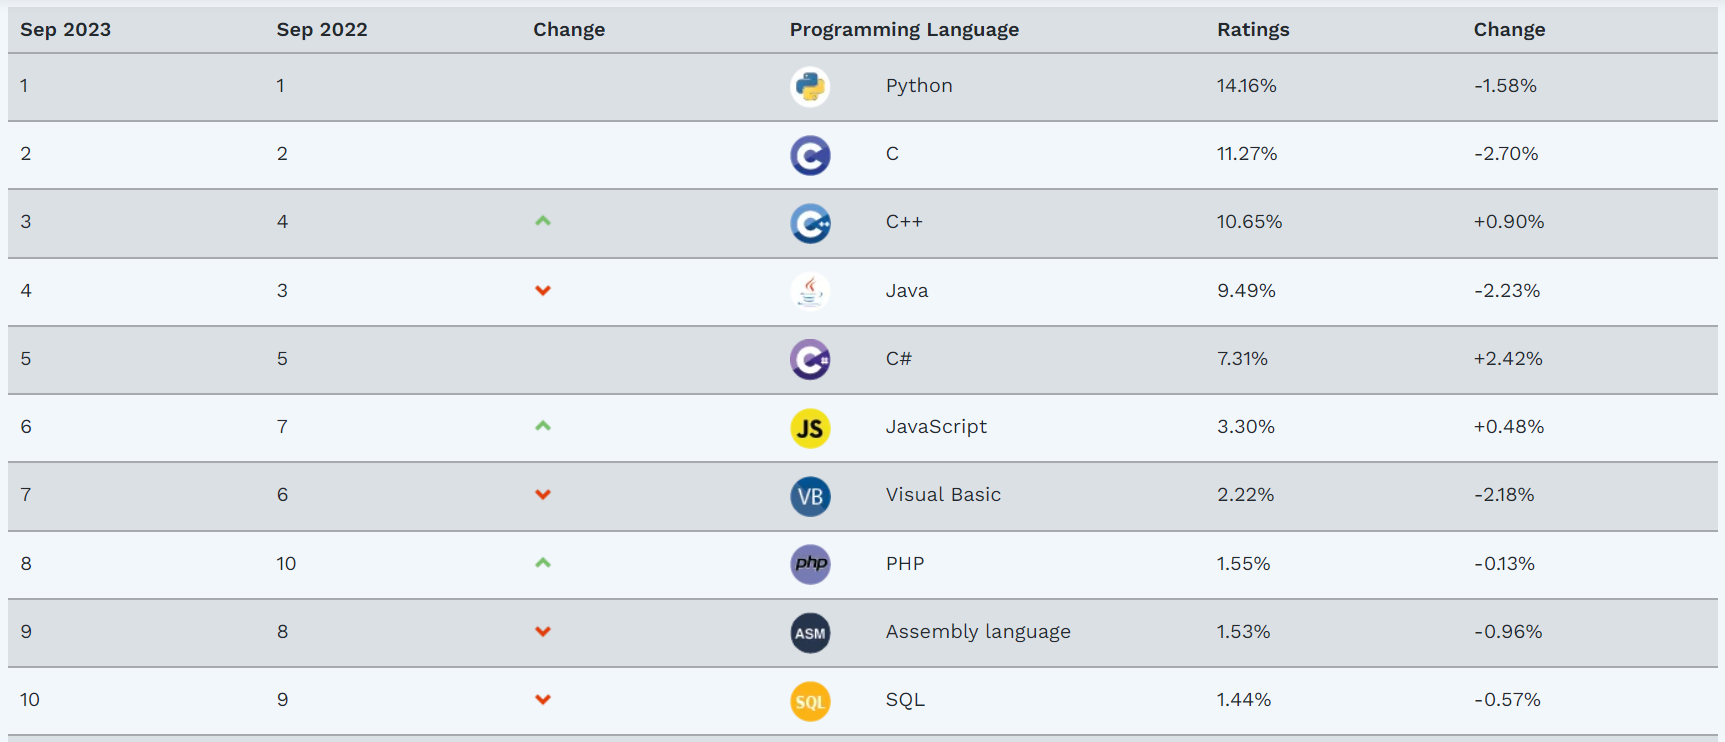 Sep 2023 Sep 2022 Change Programming Language Ratings Change
1 1 Python 14.16% -1.58%
2 2 C C 11.27% -2.70%
3 4 C++ C++ 10.65% +0.90%
4 3 Java 9.49% -2.23%
5 5 C# C# 7.31% +2.42%
6 7 JS JavaScript 3.30% +0.48%
7 6 VB Visual Basic 2.22% -2.18%
8 10 php PHP 1.55% -0.13%
9 8 ASM Assembly language 1.53% -0.96%
10 9 SQL SQL 1.44% -0.57%